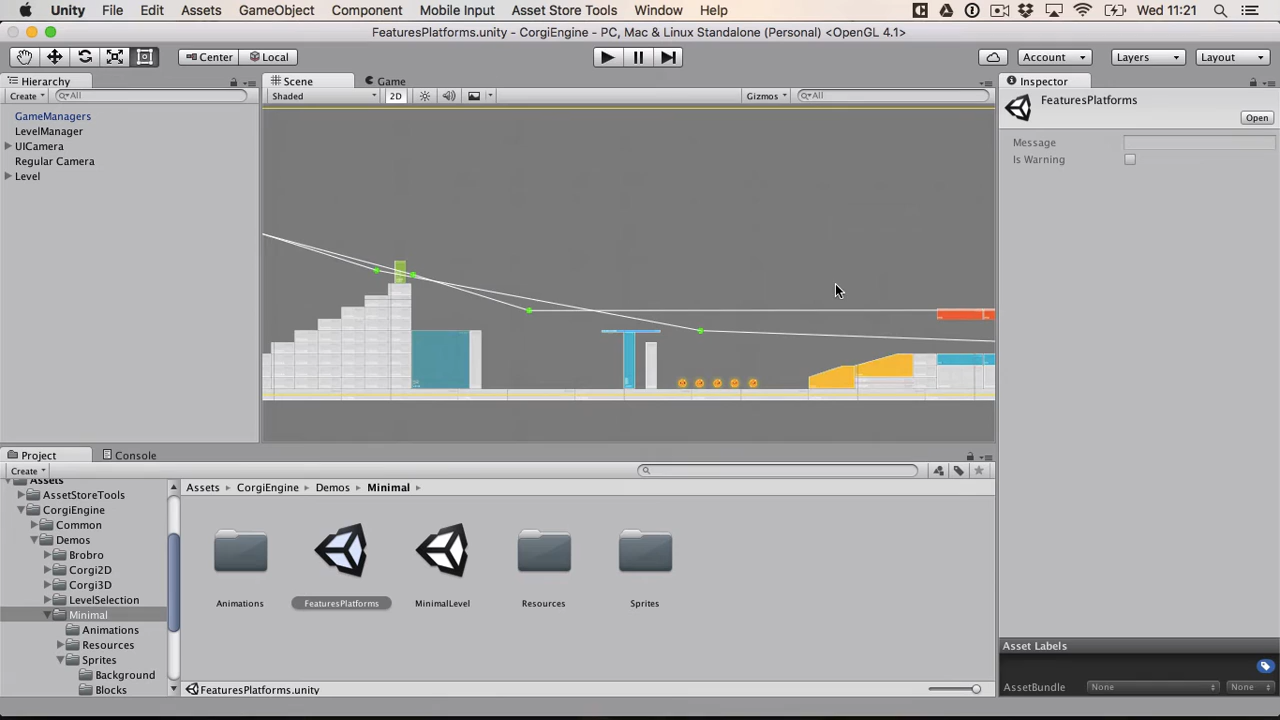 Unity File Edit Assets GameObject Component Mobile Input Asset Store Tools Window Help Wed 11:21
FeaturesPlatforms.unity - CorgiEngine - PC, Mac & Linux Standalone (Personal) <OpenGL 4.1>
Center Local Account Layers Layout
Hierarchy Scene Game Inspector
Create All Shaded 2D Gizmos All
FeaturesPlatforms
Open
GameManagers
LevelManager
UICamera
Regular Camera
Level
Message
Is Warning
Project Console
Create
Assets CorgiEngine Demos Minimal
Assets
AssetStoreTools
CorgiEngine
Common
Demos
Brobro
Corgi2D
Corgi3D
LevelSelection
Minimal
Animations
Resources
Sprites
Background
Blocks
Animations FeaturesPlatforms MinimalLevel Resources Sprites
FeaturesPlatforms.unity
Asset Labels
AssetBundle None None